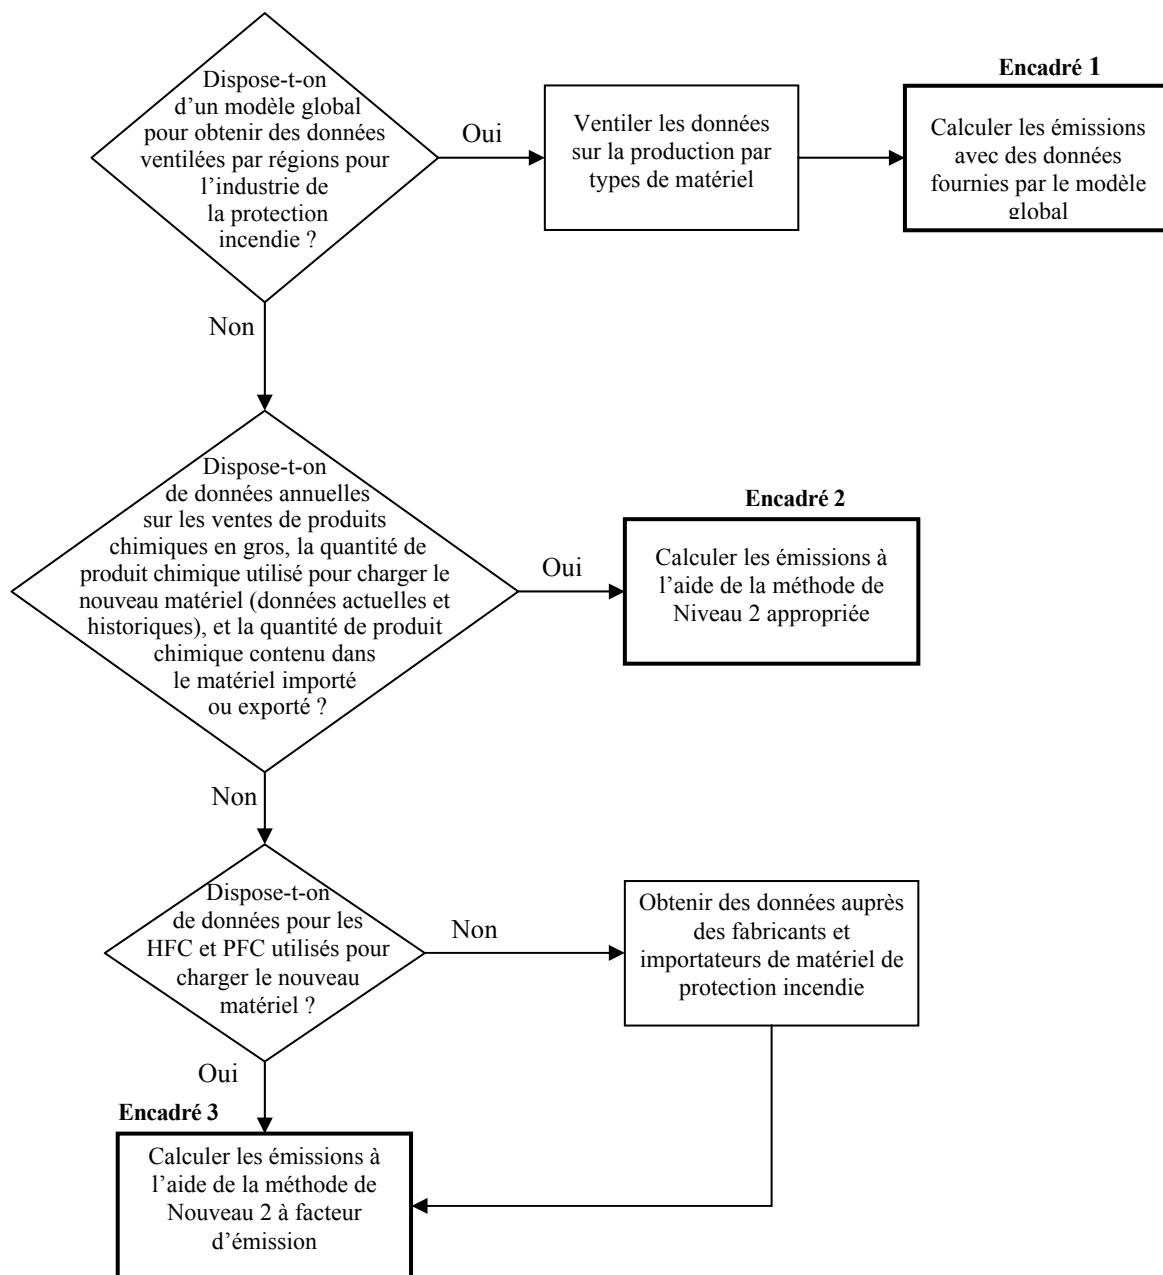 Dispose-t-on
d'un modèle global
pour obtenir des données
ventilées par régions pour
l'industrie de
la protection
incendie ?
Oui
Ventiler les données
sur la production par
types de matériel
Encadré 1
Calculer les émissions
avec des données
fournies par le modèle
global
Non
Dispose-t-on
de données annuelles
sur les ventes de produits
chimiques en gros, la quantité de
produit chimique utilisé pour charger le
nouveau matériel (données actuelles et
historiques), et la quantité de produit
chimique contenu dans
le matériel importé
ou exporté ?
Oui
Encadré 2
Calculer les émissions à
l'aide de la méthode de
Niveau 2 appropriée
Non
Dispose-t-on
de données pour les
HFC et PFC utilisés pour
charger le nouveau
matériel ?
Non
Obtenir des données auprès
des fabricants et
importateurs de matériel de
protection incendie
Oui
Encadré 3
Calculer les émissions à
l'aide de la méthode de
Nouveau 2 à facteur
d'émission